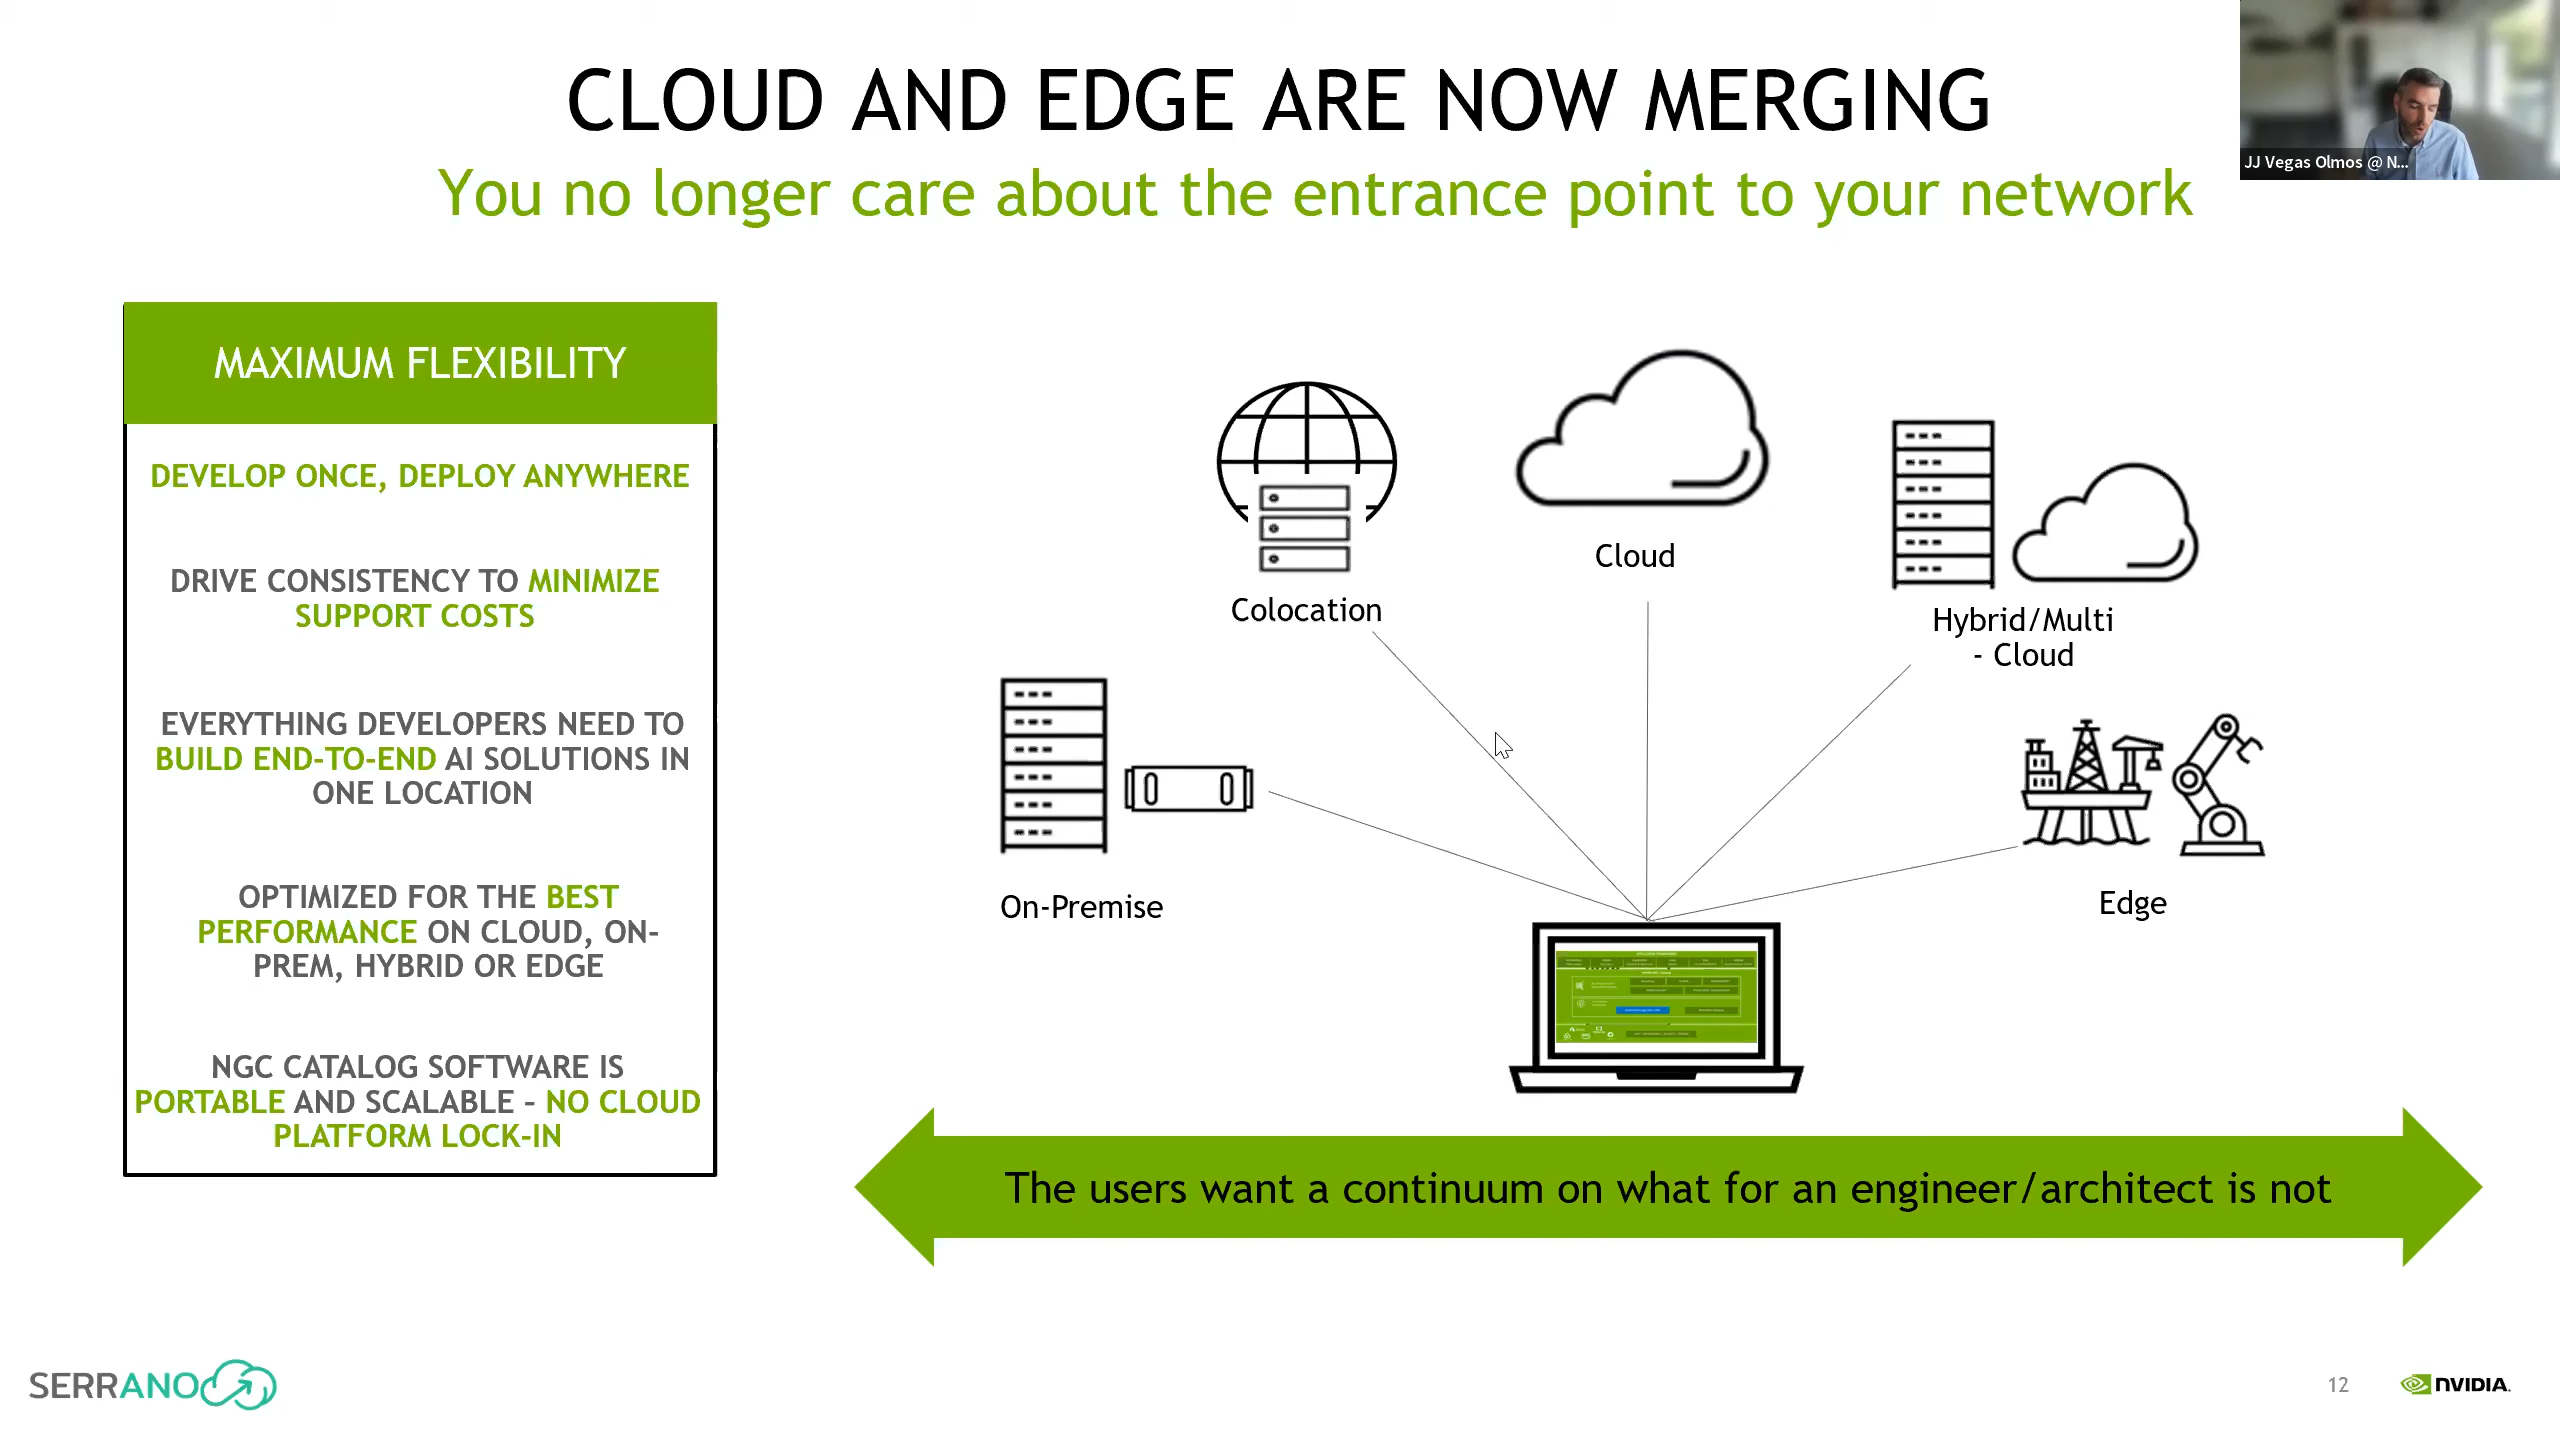 CLOUD AND EDGE ARE NOW MERGING
You no longer care about the entrance point to your network
JJ Vegas Olmos @ N...
MAXIMUM FLEXIBILITY
DEVELOP ONCE, DEPLOY ANYWHERE
DRIVE CONSISTENCY TO MINIMIZE
SUPPORT COSTS
EVERYTHING DEVELOPERS NEED TO
BUILD END-TO-END AI SOLUTIONS IN
ONE LOCATION
OPTIMIZED FOR THE BEST
PERFORMANCE ON CLOUD, ON-
PREM, HYBRID OR EDGE
NGC CATALOG SOFTWARE IS
PORTABLE AND SCALABLE – NO CLOUD
PLATFORM LOCK-IN
Colocation
Cloud
Hybrid/Multi
- Cloud
On-Premise
Edge
The users want a continuum on what for an engineer/architect is not
SERRANO
12
NVIDIA.